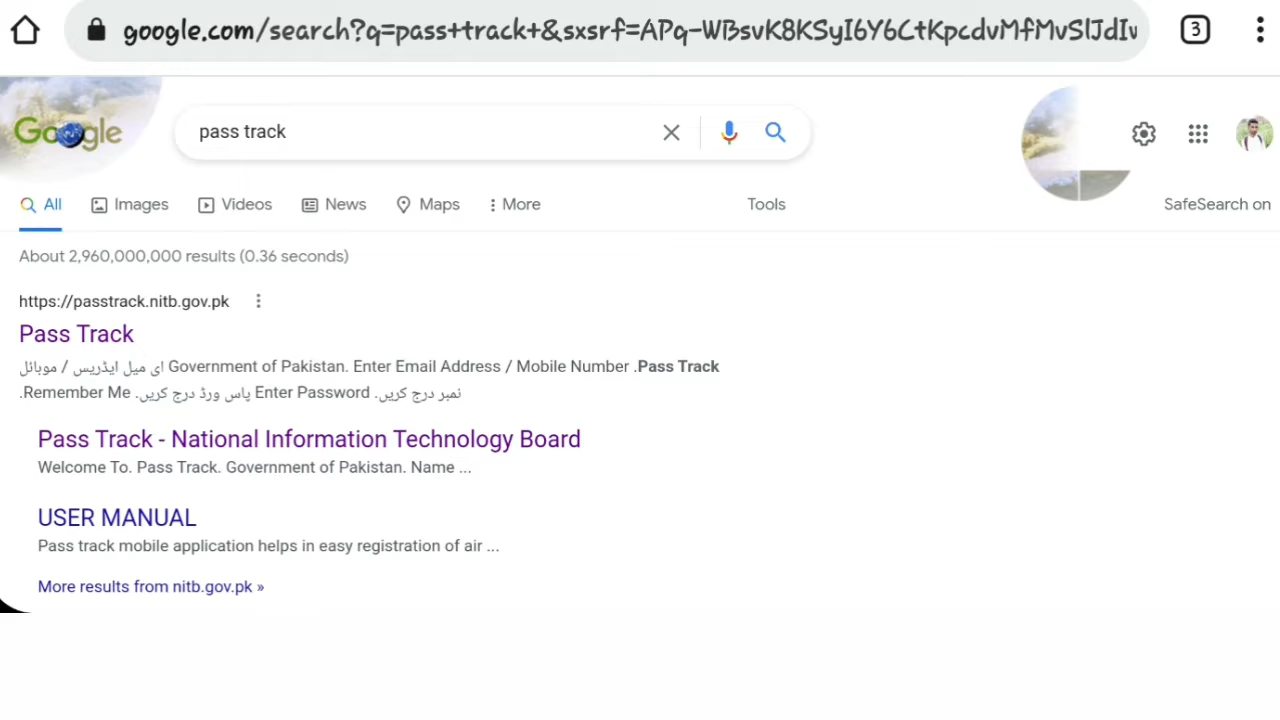 google.com/search?q=pass+track+&sxsrf=APq-WBsvK8KSyI6Y6CtKpcdvMfMvSlJdIv
3
Google
pass track
All
Images
Videos
News
Maps
More
Tools
SafeSearch on
About 2,960,000,000 results (0.36 seconds)
https://passtrack.nitb.gov.pk
Pass Track
ای میل ایڈریس / موبائل Government of Pakistan. Enter Email Address / Mobile Number .Pass Track
.Remember Me .پاس ورڈ درج کریں Enter Password .نمبر درج کریں
Pass Track - National Information Technology Board
Welcome To. Pass Track. Government of Pakistan. Name ...
USER MANUAL
Pass track mobile application helps in easy registration of air ...
More results from nitb.gov.pk »